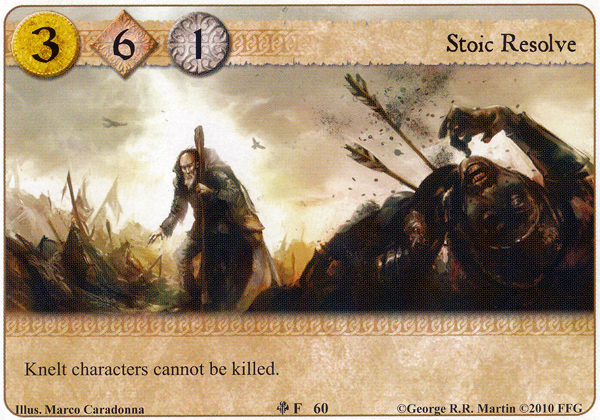 3 6 1 Stoic Resolve
Knelt characters cannot be killed.
Illus. Marco Caradonna F 60 ©George R.R. Martin ©2010 FFG